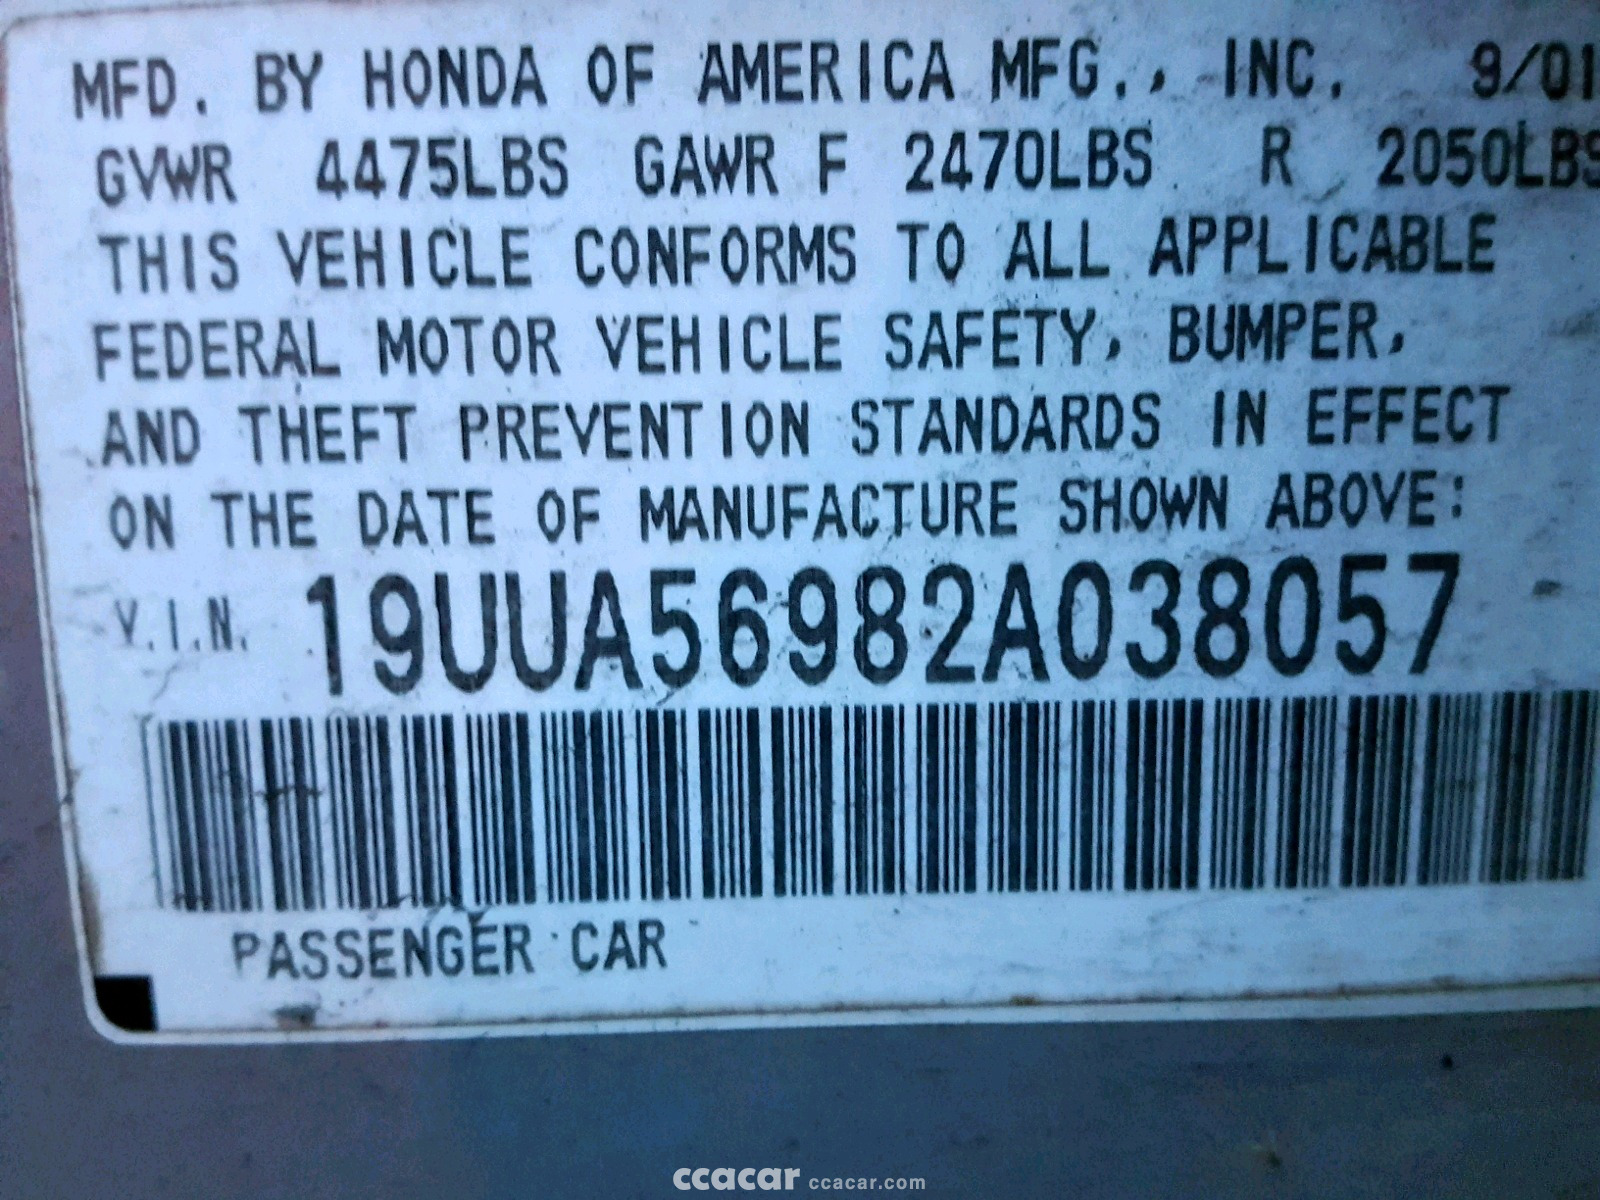 MFD. BY HONDA OF AMERICA MFG., INC. 9/01
GVWR 4475LBS GAWR F 2470LBS R 2050LBS
THIS VEHICLE CONFORMS TO ALL APPLICABLE
FEDERAL MOTOR VEHICLE SAFETY, BUMPER,
AND THEFT PREVENTION STANDARDS IN EFFECT
ON THE DATE OF MANUFACTURE SHOWN ABOVE:
V.I.N. 19UUA56982A038057
PASSENGER CAR
ccacar ccacar.com